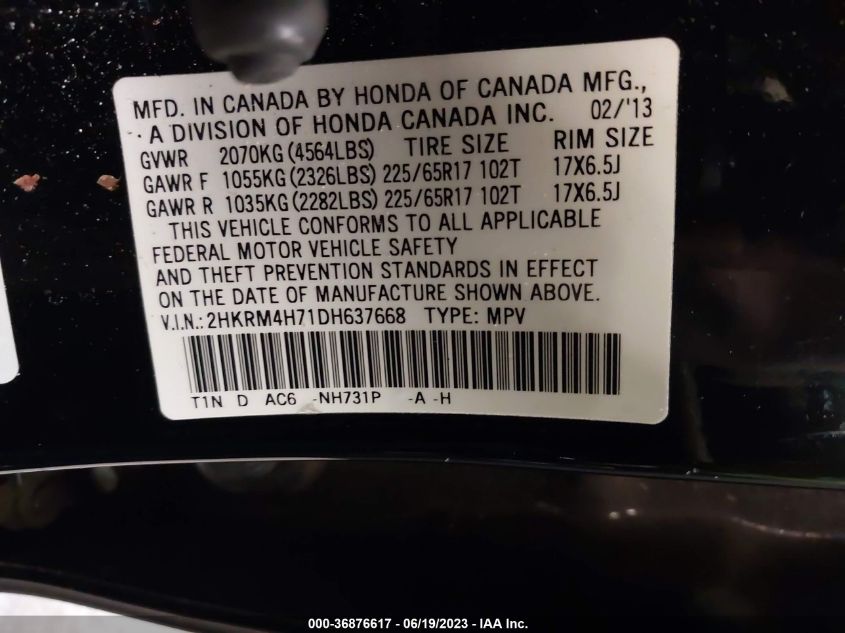 MFD. IN CANADA BY HONDA OF CANADA MFG.,
A DIVISION OF HONDA CANADA INC. 02/'13
GVWR 2070KG (4564LBS) TIRE SIZE RIM SIZE
GAWR F 1055KG (2326LBS) 225/65R17 102T 17X6.5J
GAWR R 1035KG (2282LBS) 225/65R17 102T 17X6.5J
THIS VEHICLE CONFORMS TO ALL APPLICABLE
FEDERAL MOTOR VEHICLE SAFETY
AND THEFT PREVENTION STANDARDS IN EFFECT
ON THE DATE OF MANUFACTURE SHOWN ABOVE.
V.I.N.: 2HKRM4H71DH637668 TYPE: MPV
T1N D AC6 -NH731P -A -H
000-36876617 - 06/19/2023 - IAA Inc.